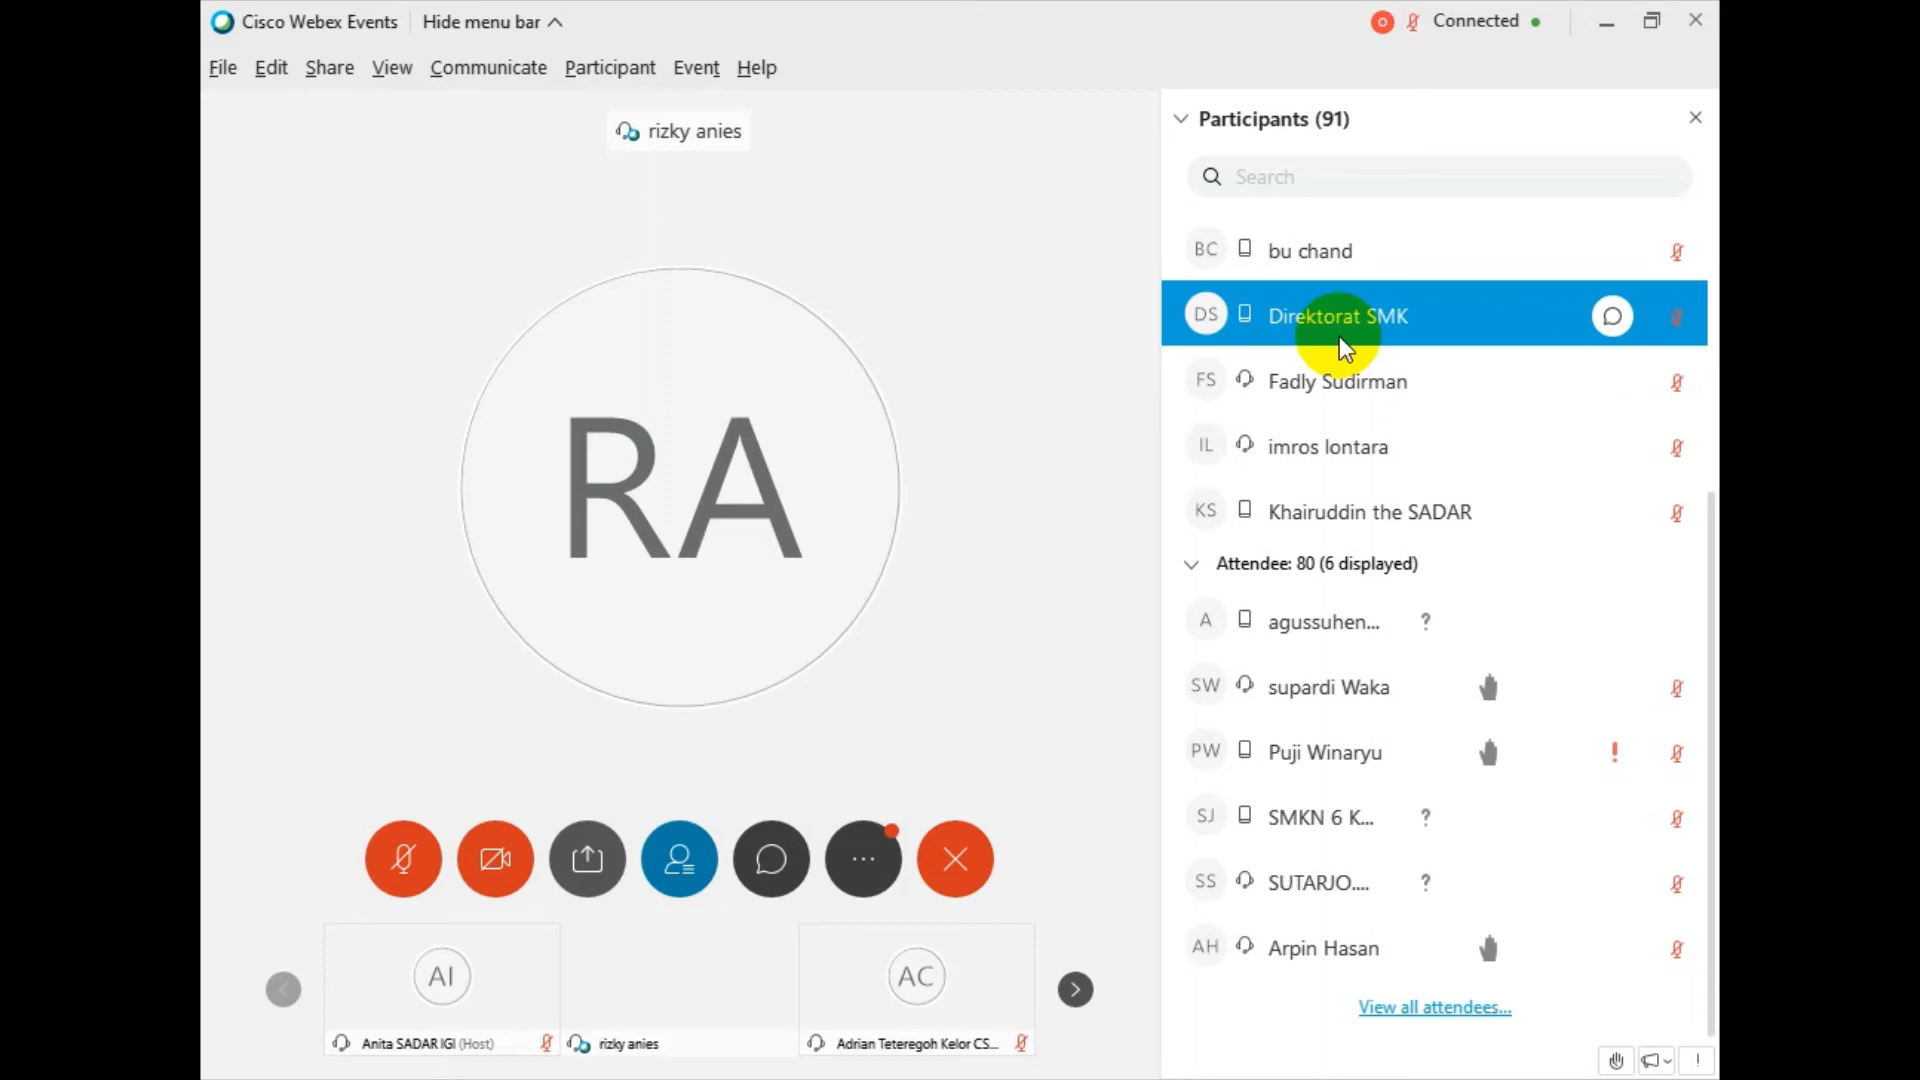 Cisco Webex Events
Hide menu bar
Connected
File Edit Share View Communicate Participant Event Help
rizky anies
RA
Participants (91)
Search
BC bu chand
DS Direktorat SMK
FS Fadly Sudirman
IL imros lontara
KS Khairuddin the SADAR
Attendee: 80 (6 displayed)
A agussuhen... ?
SW supardi Waka
PW Puji Winaryu !
SJ SMKN 6 K... ?
SS SUTARJO.... ?
AH Arpin Hasan
View all attendees...
AI
Anita SADAR IGI (Host)
rizky anies
AC
Adrian Teteregoh Kelor CS...